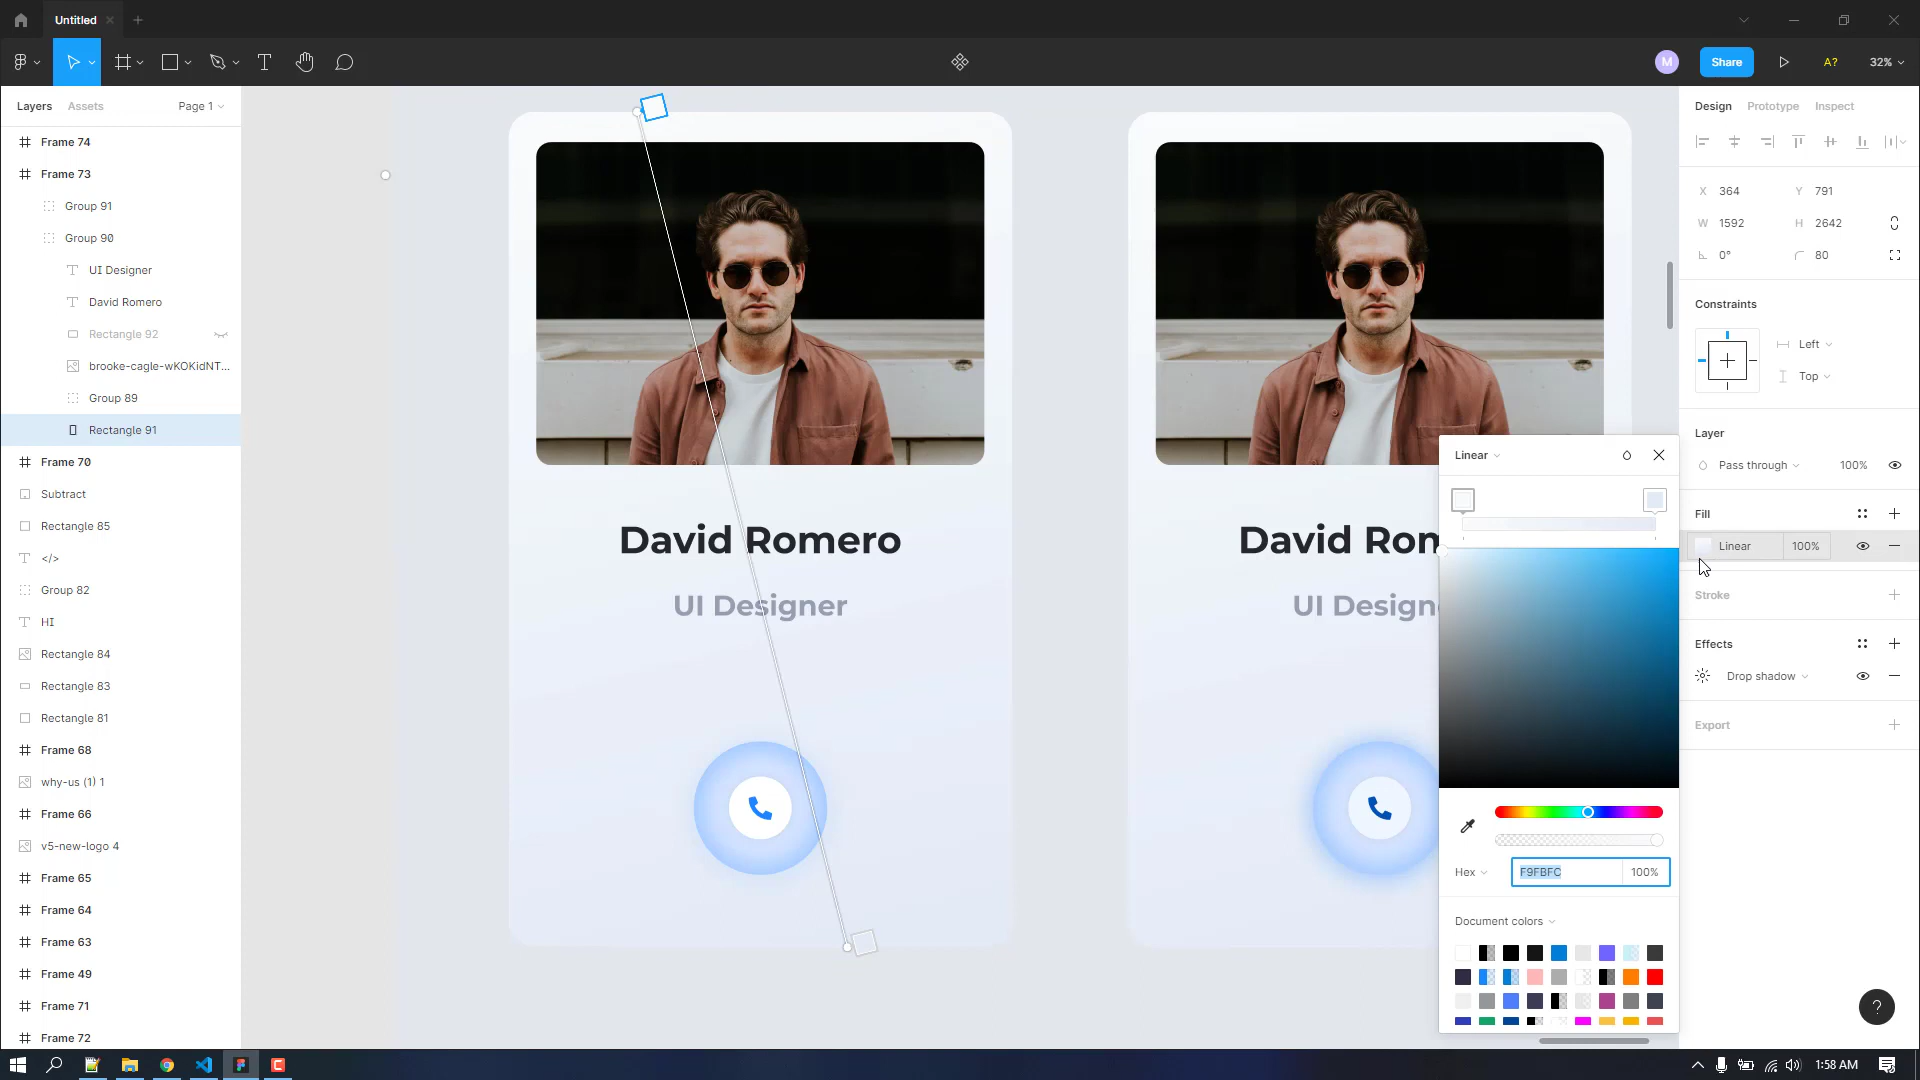 Untitled
M
Share
A?
32%
Layers
Assets
Page 1
Frame 74
Frame 73
Group 91
Group 90
UI Designer
David Romero
Rectangle 92
brooke-cagle-wKOKidNT...
Group 89
Rectangle 91
Frame 70
Subtract
Rectangle 85
</>
Group 82
HI
Rectangle 84
Rectangle 83
Rectangle 81
Frame 68
why-us (1) 1
Frame 66
v5-new-logo 4
Frame 65
Frame 64
Frame 63
Frame 49
Frame 71
Frame 72
David Romero
UI Designer
David Rom
UI Designe
Linear
Hex
F9FBFC
100%
Document colors
Design
Prototype
Inspect
X 364
Y 791
W 1592
H 2642
0°
80
Constraints
Left
Top
Layer
Pass through
100%
Fill
Linear
100%
Stroke
Effects
Drop shadow
Export
?
1:58 AM